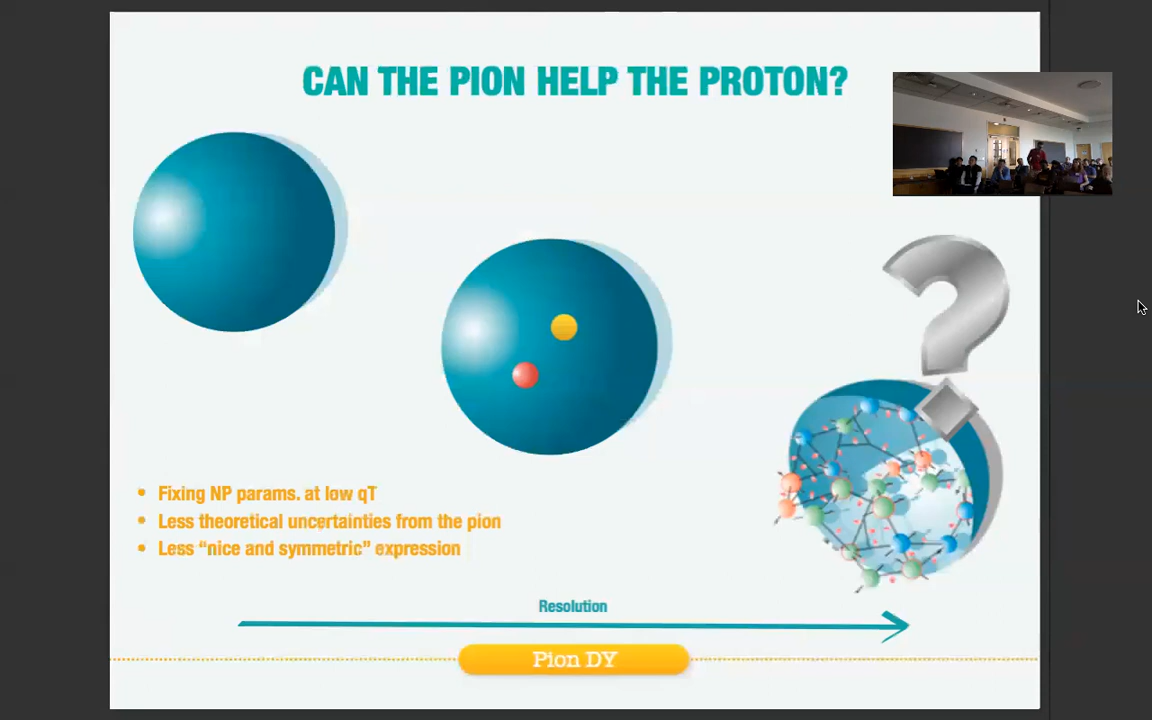 CAN THE PION HELP THE PROTON?
• Fixing NP params. at low qT
• Less theoretical uncertainties from the pion
• Less “nice and symmetric” expression
Resolution
Pion DY